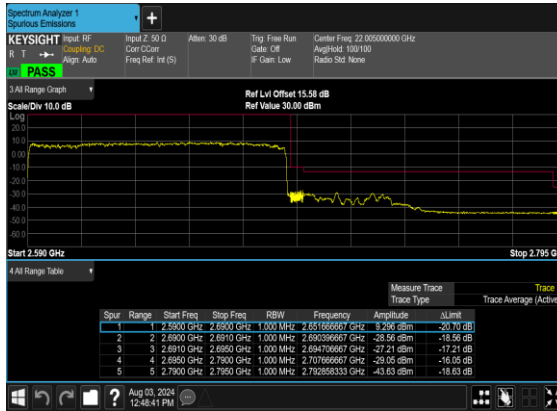 Spectrum Analyzer 1
Spurious Emissions
KEYSIGHT
R T
Input: RF
Coupling: DC
Align: Auto
Input Z: 50 Ω
Corr CCorr
Freq Ref: Int (S)
Atten: 30 dB
Trig: Free Run
Gate: Off
IF Gain: Low
Center Freq: 22.005000000 GHz
Avg|Hold: 100/100
Radio Std: None
PASS
3 All Range Graph
Scale/Div 10.0 dB
Ref Lvl Offset 15.58 dB
Ref Value 30.00 dBm
Log
20.0
10.0
0.00
-10.0
-20.0
-30.0
-40.0
-50.0
-60.0
Start 2.590 GHz
Stop 2.795 G
4 All Range Table
Measure Trace Trace
Trace Type Trace Average (Active
Spur Range Start Freq Stop Freq RBW Frequency Amplitude ΔLimit
1 1 2.5900 GHz 2.6900 GHz 1.000 MHz 2.651666667 GHz 9.296 dBm -20.70 dB
2 2 2.6900 GHz 2.6910 GHz 1.000 MHz 2.690396667 GHz -28.56 dBm -18.56 dB
3 3 2.6910 GHz 2.6950 GHz 1.000 MHz 2.694706667 GHz -27.21 dBm -17.21 dB
4 4 2.6950 GHz 2.7900 GHz 1.000 MHz 2.707666667 GHz -29.05 dBm -16.05 dB
5 5 2.7900 GHz 2.7950 GHz 1.000 MHz 2.792858333 GHz -43.63 dBm -18.63 dB
?
Aug 03, 2024
12:48:41 PM